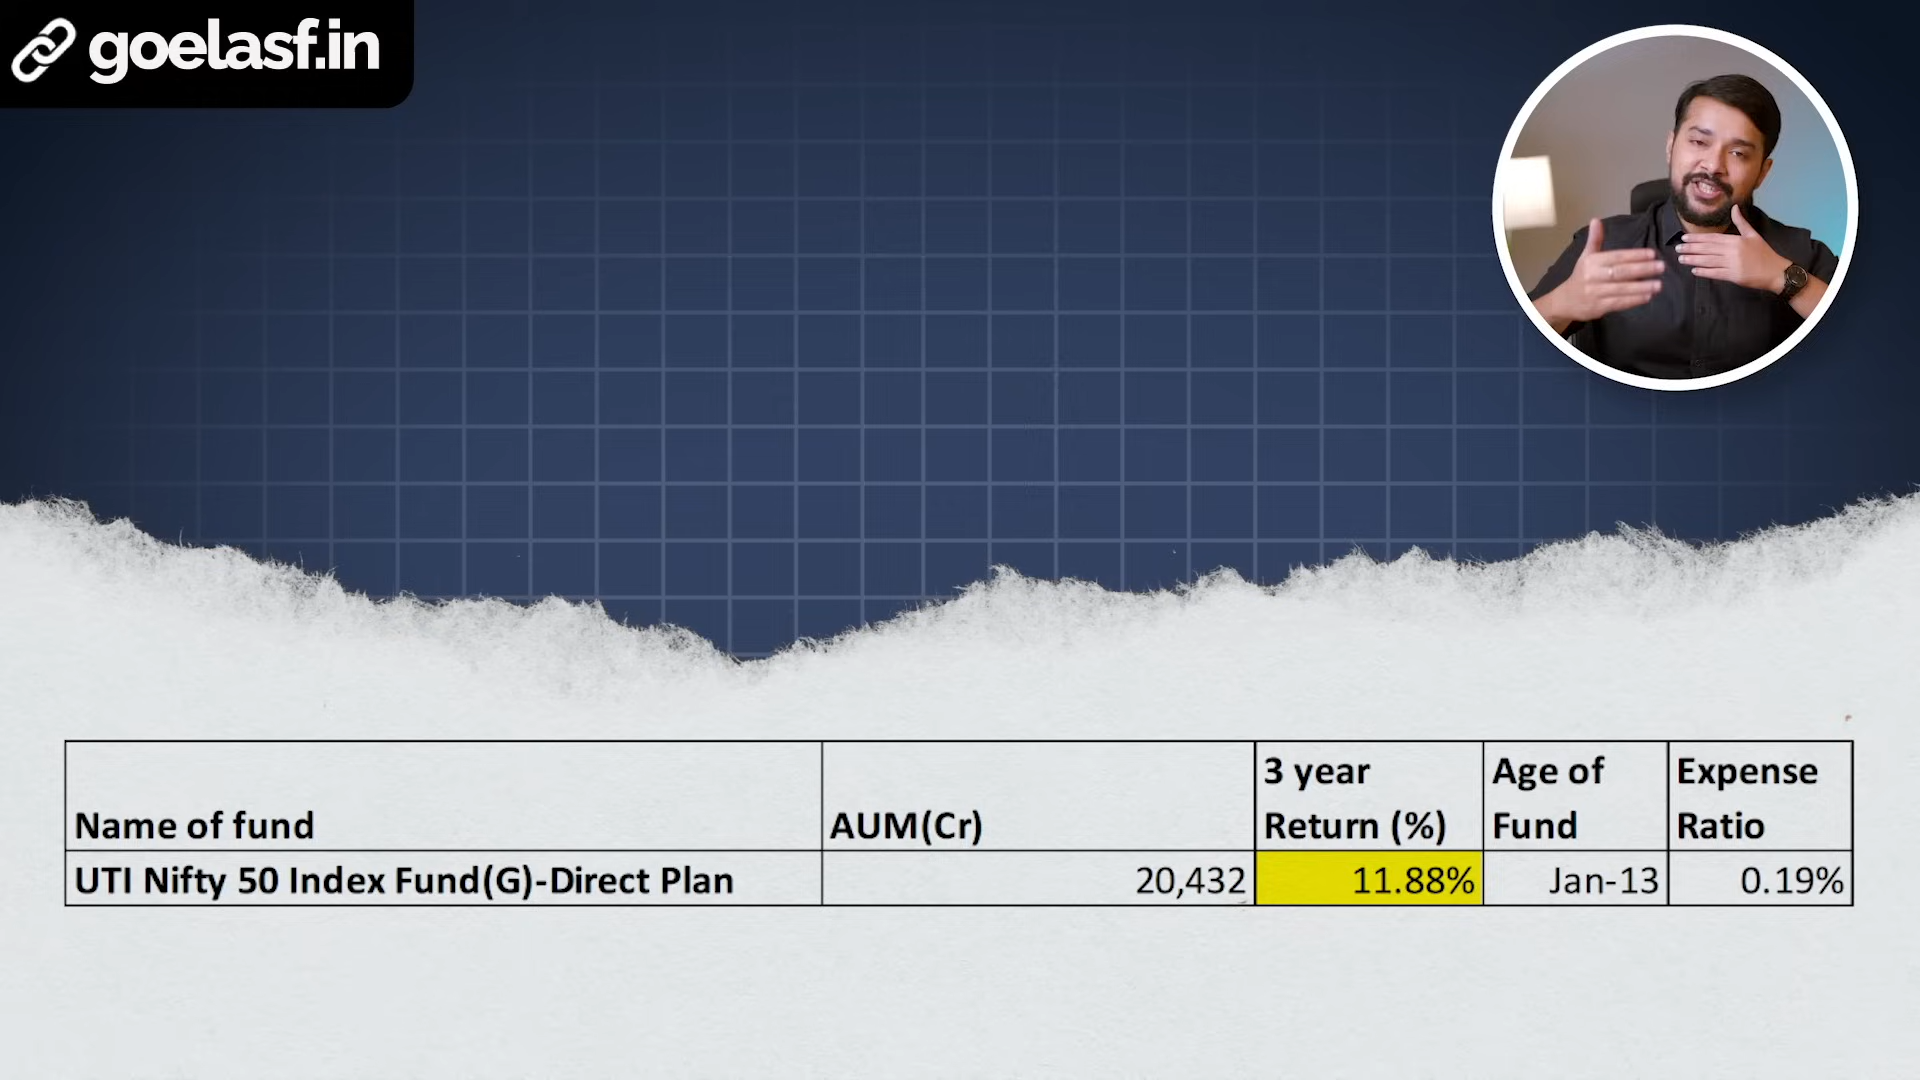 goelasf.in
Name of fund AUM(Cr) 3 year Return (%) Age of Fund Expense Ratio
UTI Nifty 50 Index Fund(G)-Direct Plan 20,432 11.88% Jan-13 0.19%